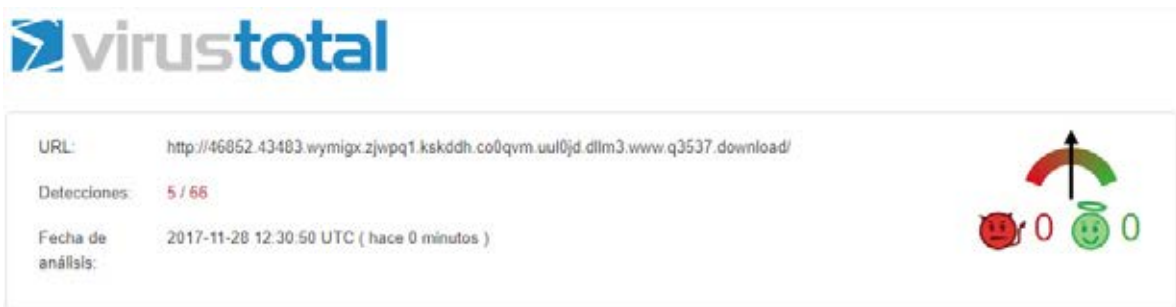 virustotal
URL: http://46852.43483.wymigx.zjwpq1.kskddh.co0qvm.uul0jd.dllm3.www.q3537.download/
Detecciones: 5 / 66
Fecha de análisis: 2017-11-28 12:30:50 UTC ( hace 0 minutos )
0 0